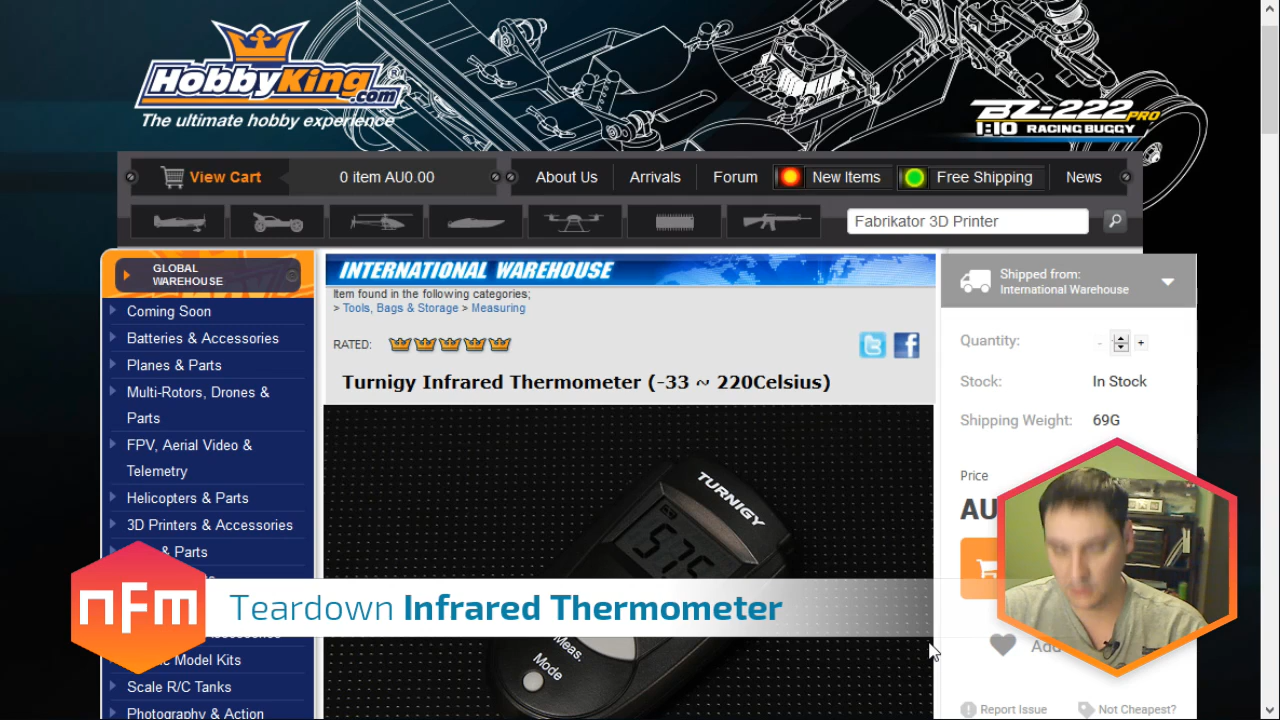 HobbyKing.com
The ultimate hobby experience
BZ-222 PRO
1:10 RACING BUGGY
View Cart
0 item AU0.00
About Us
Arrivals
Forum
New Items
Free Shipping
News
Fabrikator 3D Printer
GLOBAL
WAREHOUSE
INTERNATIONAL WAREHOUSE
Shipped from:
International Warehouse
Item found in the following categories;
> Tools, Bags & Storage > Measuring
RATED:
Turnigy Infrared Thermometer (-33 ~ 220Celsius)
Quantity:
- +
Stock: In Stock
Shipping Weight: 69G
Price
AU
Coming Soon
Batteries & Accessories
Planes & Parts
Multi-Rotors, Drones &
Parts
FPV, Aerial Video &
Telemetry
Helicopters & Parts
3D Printers & Accessories
& Parts
Model Kits
Scale R/C Tanks
Photography & Action
TURNIGY
Meas.
Mode
nFm
Teardown Infrared Thermometer
Add
Report Issue
Not Cheapest?